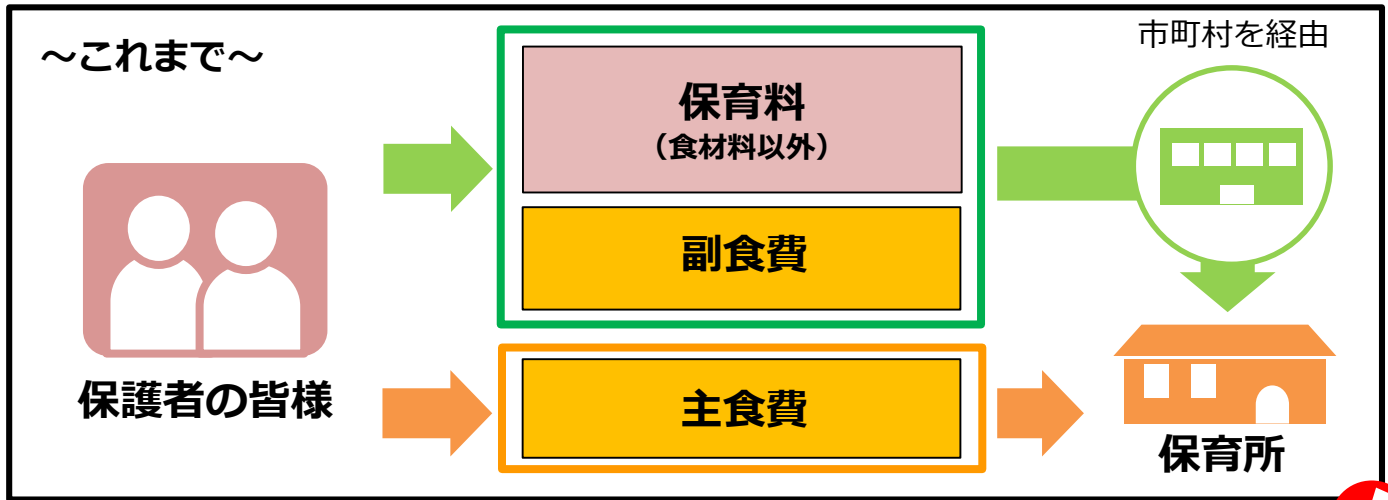 ～これまで～
市町村を経由
保育料
（食材料以外）
副食費
保護者の皆様
主食費
保育所